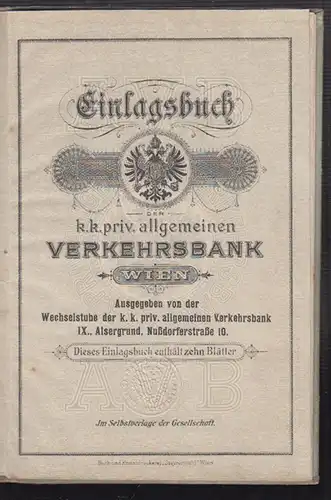 Einlagsbuch
DER
k.k. priv. allgemeinen
VERKEHRSBANK
WIEN
Ausgegeben von der
Wechselstube der k. k. priv. allgemeinen Verkehrsbank
IX., Alsergrund, Nußdorferstraße 10.
Dieses Einlagsbuch enthält zehn Blätter
Im Selbstverlage der Gesellschaft.